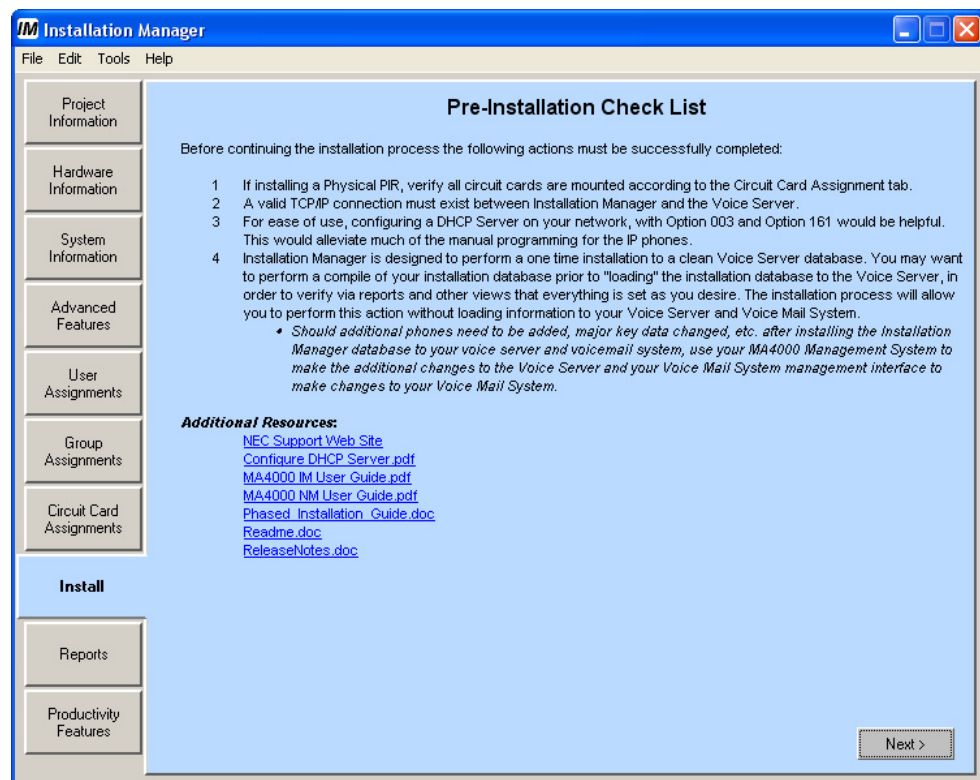 IM Installation Manager
File Edit Tools Help
Project
Information
Hardware
Information
System
Information
Advanced
Features
User
Assignments
Group
Assignments
Circuit Card
Assignments
Install
Reports
Productivity
Features
Pre-Installation Check List
Before continuing the installation process the following actions must be successfully completed:
1 If installing a Physical PIR, verify all circuit cards are mounted according to the Circuit Card Assignment tab.
2 A valid TCP/IP connection must exist between Installation Manager and the Voice Server.
3 For ease of use, configuring a DHCP Server on your network, with Option 003 and Option 161 would be helpful.
This would alleviate much of the manual programming for the IP phones.
4 Installation Manager is designed to perform a one time installation to a clean Voice Server database. You may want
to perform a compile of your installation database prior to "loading" the installation database to the Voice Server, in
order to verify via reports and other views that everything is set as you desire. The installation process will allow
you to perform this action without loading information to your Voice Server and Voice Mail System.
• Should additional phones need to be added, major key data changed, etc. after installing the Installation
Manager database to your voice server and voicemail system, use your MA4000 Management System to
make the additional changes to the Voice Server and your Voice Mail System management interface to
make changes to your Voice Mail System.
Additional Resources:
NEC Support Web Site
Configure DHCP Server.pdf
MA4000 IM User Guide.pdf
MA4000 NM User Guide.pdf
Phased_Installation_Guide.doc
Readme.doc
ReleaseNotes.doc
Next >